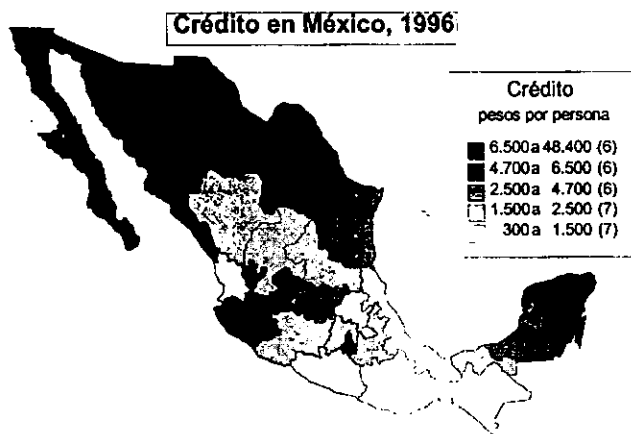 Crédito en México, 1996
Crédito
pesos por persona
6.500 a 48.400 (6)
4.700 a 6.500 (6)
2.500 a 4.700 (6)
1.500 a 2.500 (7)
300 a 1.500 (7)